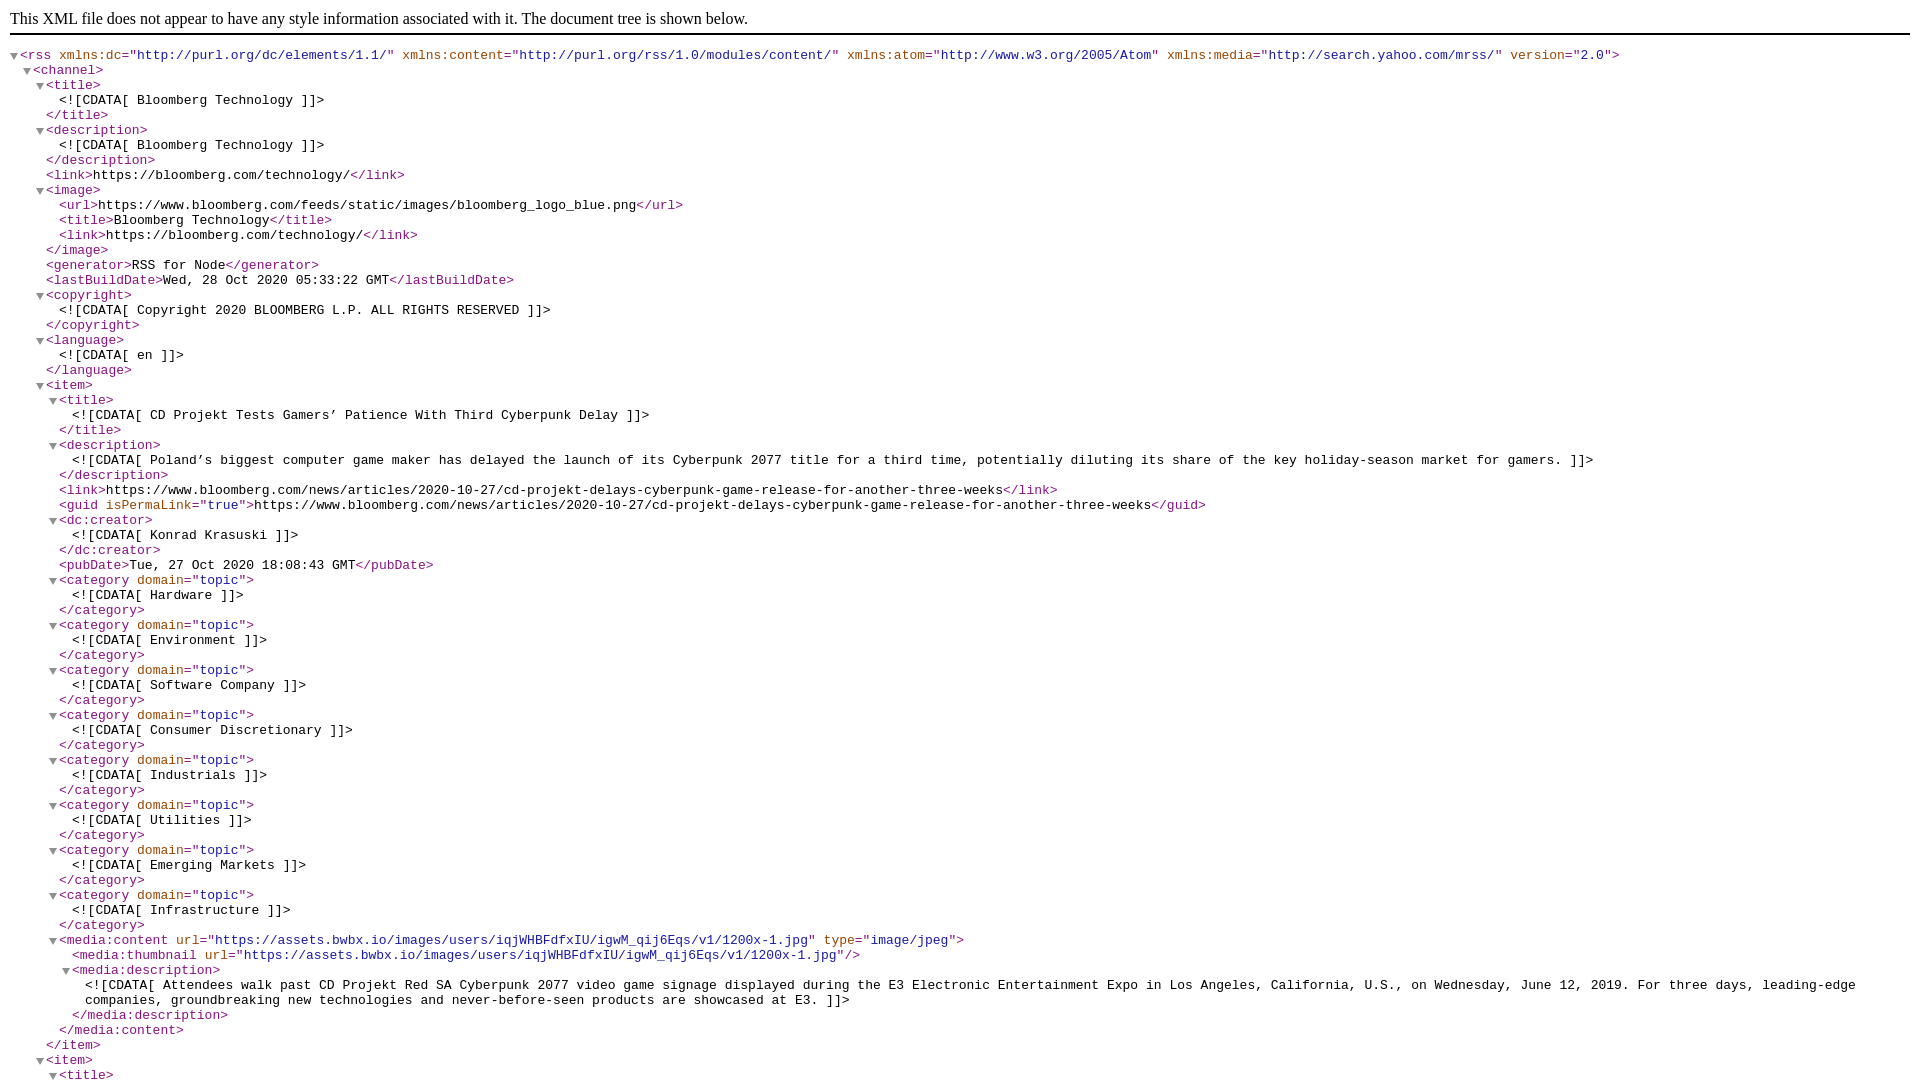 This XML file does not appear to have any style information associated with it. The document tree is shown below.
<rss xmlns:dc="http://purl.org/dc/elements/1.1/" xmlns:content="http://purl.org/rss/1.0/modules/content/" xmlns:atom="http://www.w3.org/2005/Atom" xmlns:media="http://search.yahoo.com/mrss/" version="2.0">
<channel>
<title>
<![CDATA[ Bloomberg Technology ]]>
</title>
<description>
<![CDATA[ Bloomberg Technology ]]>
</description>
<link>https://bloomberg.com/technology/</link>
<image>
<url>https://www.bloomberg.com/feeds/static/images/bloomberg_logo_blue.png</url>
<title>Bloomberg Technology</title>
<link>https://bloomberg.com/technology/</link>
</image>
<generator>RSS for Node</generator>
<lastBuildDate>Wed, 28 Oct 2020 05:33:22 GMT</lastBuildDate>
<copyright>
<![CDATA[ Copyright 2020 BLOOMBERG L.P. ALL RIGHTS RESERVED ]]>
</copyright>
<language>
<![CDATA[ en ]]>
</language>
<item>
<title>
<![CDATA[ CD Projekt Tests Gamers’ Patience With Third Cyberpunk Delay ]]>
</title>
<description>
<![CDATA[ Poland’s biggest computer game maker has delayed the launch of its Cyberpunk 2077 title for a third time, potentially diluting its share of the key holiday-season market for gamers. ]]>
</description>
<link>https://www.bloomberg.com/news/articles/2020-10-27/cd-projekt-delays-cyberpunk-game-release-for-another-three-weeks</link>
<guid isPermaLink="true">https://www.bloomberg.com/news/articles/2020-10-27/cd-projekt-delays-cyberpunk-game-release-for-another-three-weeks</guid>
<dc:creator>
<![CDATA[ Konrad Krasuski ]]>
</dc:creator>
<pubDate>Tue, 27 Oct 2020 18:08:43 GMT</pubDate>
<category domain="topic">
<![CDATA[ Hardware ]]>
</category>
<category domain="topic">
<![CDATA[ Environment ]]>
</category>
<category domain="topic">
<![CDATA[ Software Company ]]>
</category>
<category domain="topic">
<![CDATA[ Consumer Discretionary ]]>
</category>
<category domain="topic">
<![CDATA[ Industrials ]]>
</category>
<category domain="topic">
<![CDATA[ Utilities ]]>
</category>
<category domain="topic">
<![CDATA[ Emerging Markets ]]>
</category>
<category domain="topic">
<![CDATA[ Infrastructure ]]>
</category>
<media:content url="https://assets.bwbx.io/images/users/iqjWHBFdfxIU/igwM_qij6Eqs/v1/1200x-1.jpg" type="image/jpeg">
<media:thumbnail url="https://assets.bwbx.io/images/users/iqjWHBFdfxIU/igwM_qij6Eqs/v1/1200x-1.jpg"/>
<media:description>
<![CDATA[ Attendees walk past CD Projekt Red SA Cyberpunk 2077 video game signage displayed during the E3 Electronic Entertainment Expo in Los Angeles, California, U.S., on Wednesday, June 12, 2019. For three days, leading-edge
companies, groundbreaking new technologies and never-before-seen products are showcased at E3. ]]>
</media:description>
</media:content>
</item>
<item>
<title>